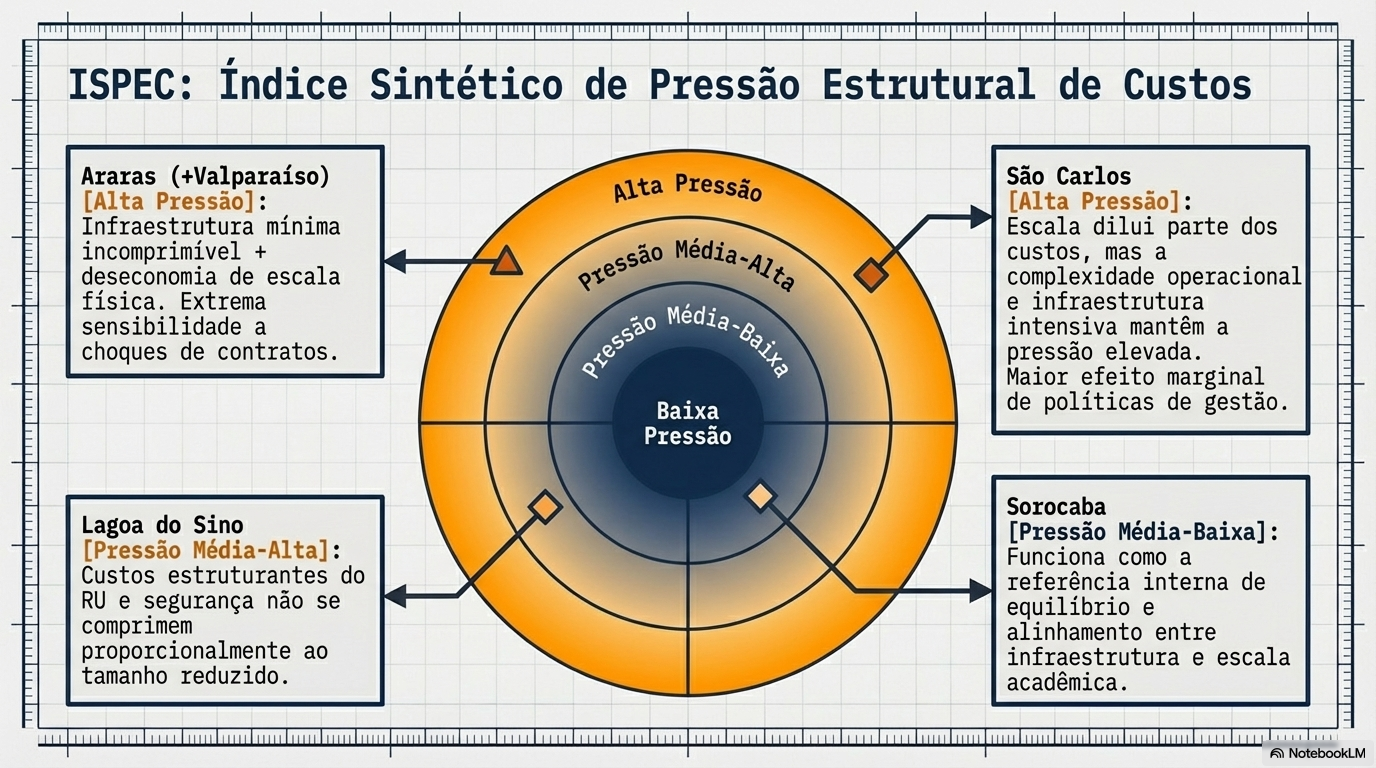 ISPEC: Índice Sintético de Pressão Estrutural de Custos
Araras (+Valparaíso)
[Alta Pressão]:
Infraestrutura mínima
incomprimível +
deseconomia de escala
física. Extrema
sensibilidade a
choques de contratos.
Lagoa do Sino
[Pressão Média-Alta]:
Custos estruturantes do
RU e segurança não se
comprimem
proporcionalmente ao
tamanho reduzido.
Alta Pressão
Pressão Média-Alta
Pressão Média-Baixa
Baixa
Pressão
São Carlos
[Alta Pressão]:
Escala dilui parte dos
custos, mas a
complexidade operacional
e infraestrutura
intensiva mantêm a
pressão elevada.
Maior efeito marginal
de políticas de gestão.
Sorocaba
[Pressão Média-Baixa]:
Funciona como a
referência interna de
equilíbrio e
alinhamento entre
infraestrutura e escala
acadêmica.
NotebookLM